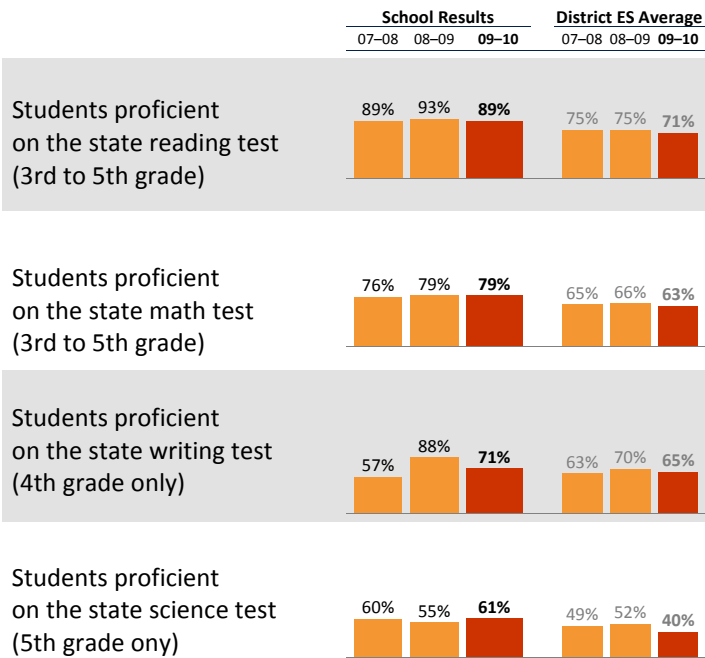 School Results District ES Average
07–08 08–09 09–10 07–08 08–09 09–10
Students proficient
on the state reading test
(3rd to 5th grade)
89% 93% 89% 75% 75% 71%
Students proficient
on the state math test
(3rd to 5th grade)
76% 79% 79% 65% 66% 63%
Students proficient
on the state writing test
(4th grade only)
57% 88% 71% 63% 70% 65%
Students proficient
on the state science test
(5th grade ony)
60% 55% 61% 49% 52% 40%